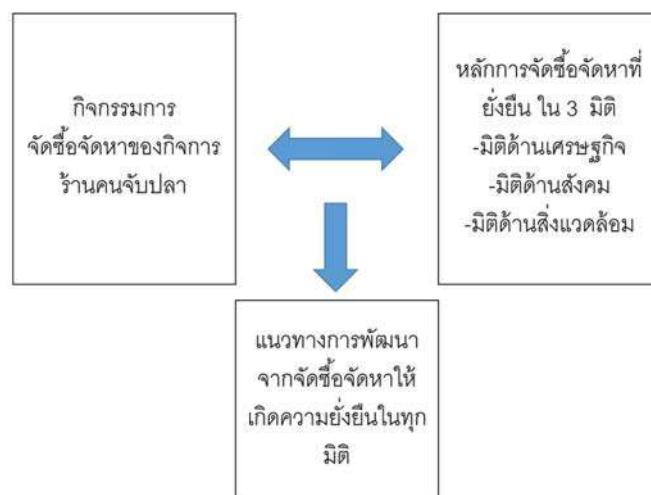 กิจกรรมการ
จัดซื้อจัดหาของกิจการ
ร้านคนจับปลา
หลักการจัดซื้อจัดหาที่
ยั่งยืน ใน 3 มิติ
-มิติด้านเศรษฐกิจ
-มิติด้านสังคม
-มิติด้านสิ่งแวดล้อม
แนวทางการพัฒนา
จากจัดซื้อจัดหาให้
เกิดความยั่งยืนในทุก
มิติ